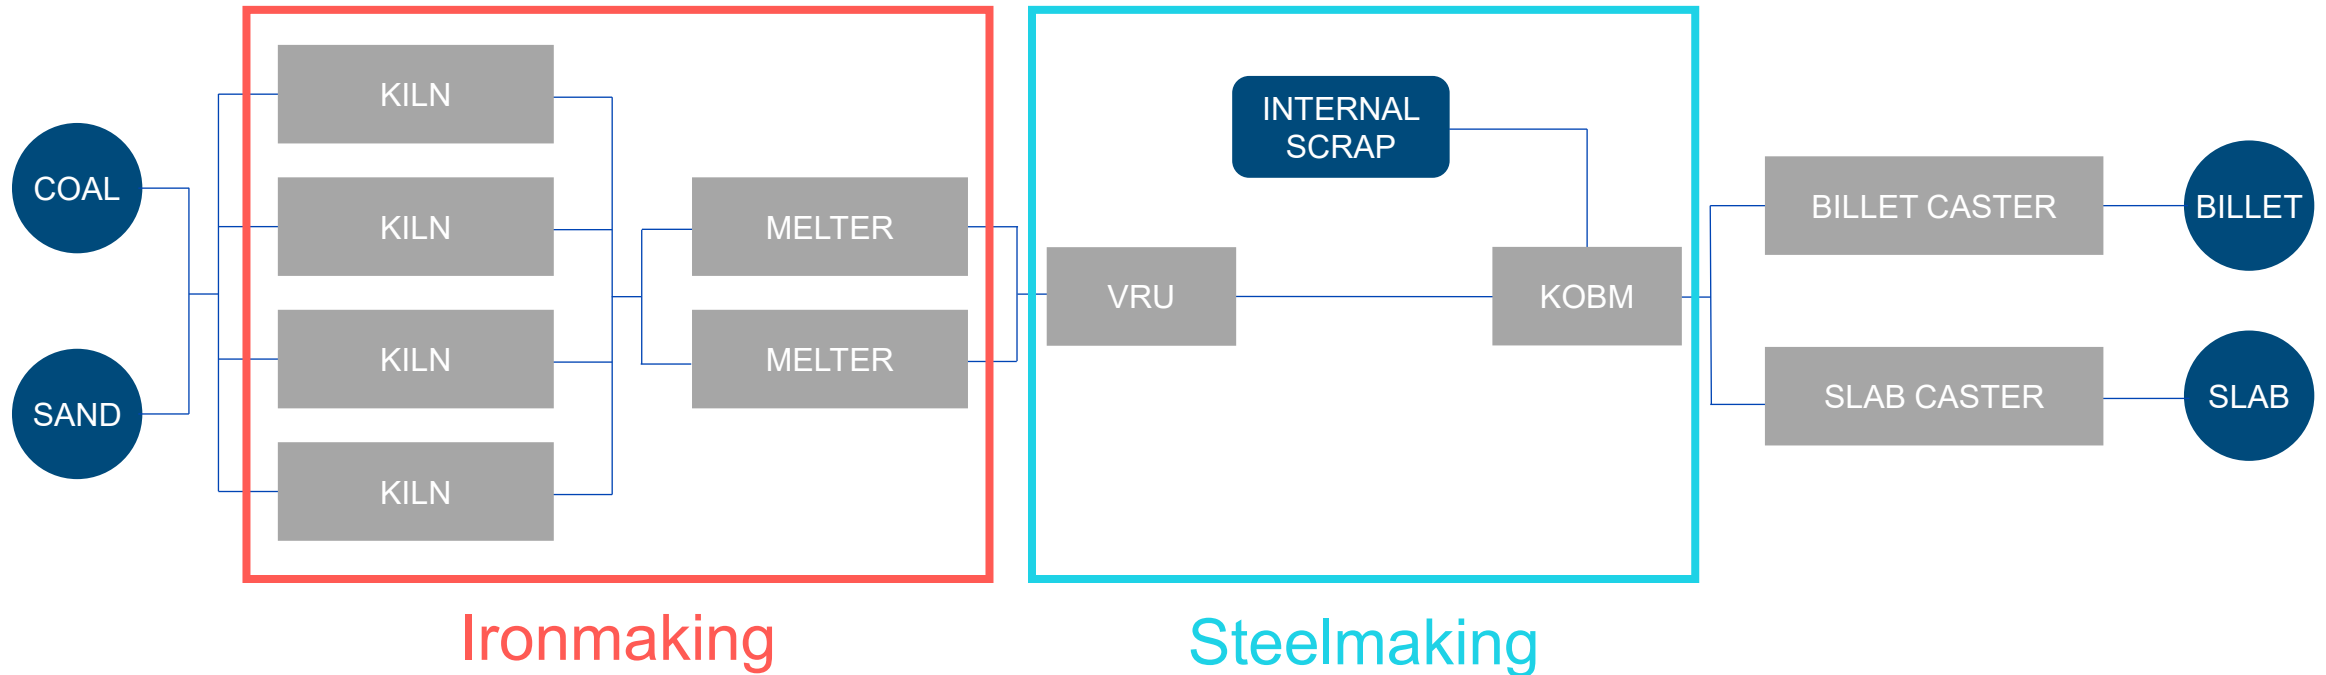 COAL
SAND
KILN
KILN
KILN
KILN
MELTER
MELTER
Ironmaking
VRU
INTERNAL
SCRAP
KOBM
Steelmaking
BILLET CASTER
SLAB CASTER
BILLET
SLAB